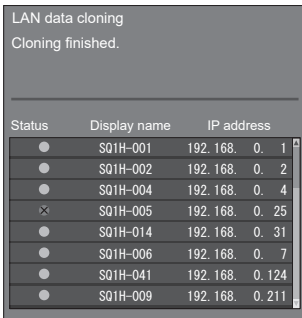 LAN data cloning
Cloning finished.
Status Display name IP address
SQ1H-001 192. 168. 0. 1
SQ1H-002 192. 168. 0. 2
SQ1H-004 192. 168. 0. 4
SQ1H-005 192. 168. 0. 25
SQ1H-014 192. 168. 0. 31
SQ1H-006 192. 168. 0. 7
SQ1H-041 192. 168. 0. 124
SQ1H-009 192. 168. 0. 211